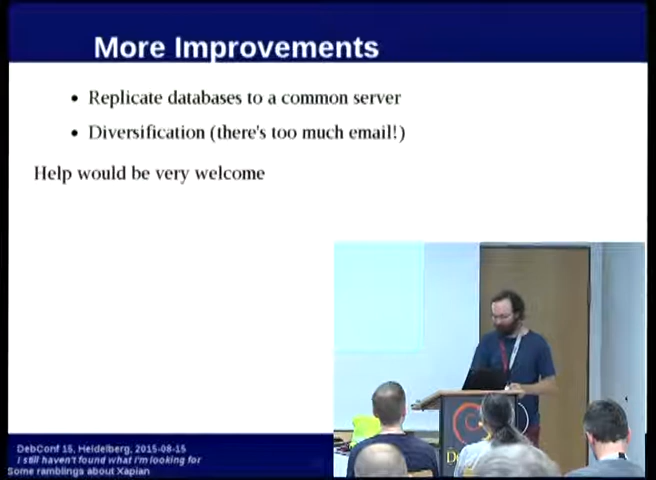 More Improvements
• Replicate databases to a common server
• Diversification (there's too much email!)
Help would be very welcome
DebConf 15, Heidelberg, 2015-08-15
I still haven't found what I'm looking for
Some ramblings about Xapian